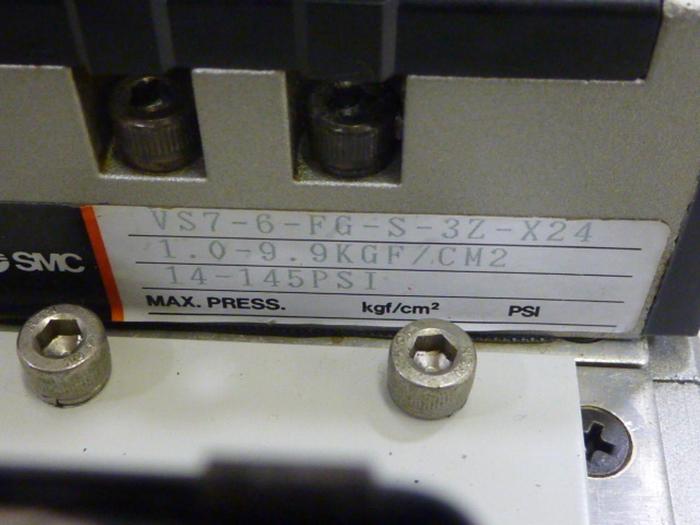 VS7-6-FG-S-3Z-X24
SMC
1.0-9.9KGF/CM2
14-145PSI
MAX. PRESS. kgf/cm² PSI